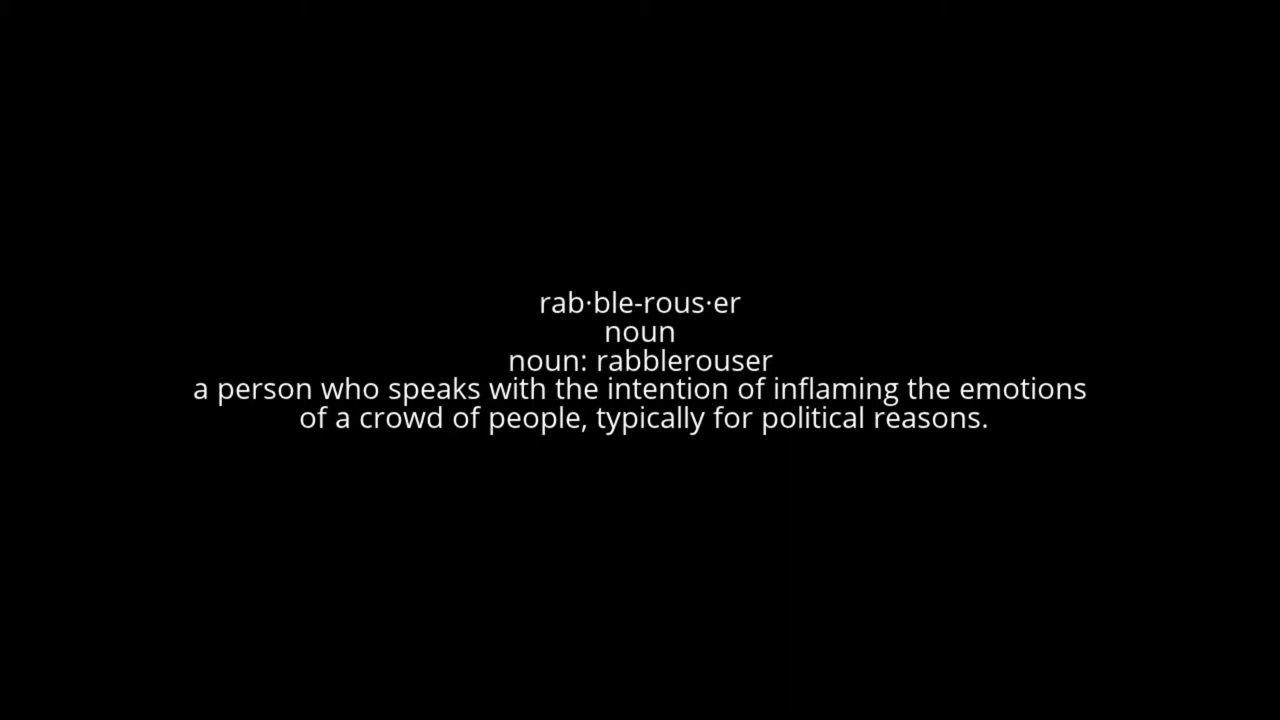 rab·ble-rous·er
noun
noun: rabblerouser
a person who speaks with the intention of inflaming the emotions
of a crowd of people, typically for political reasons.